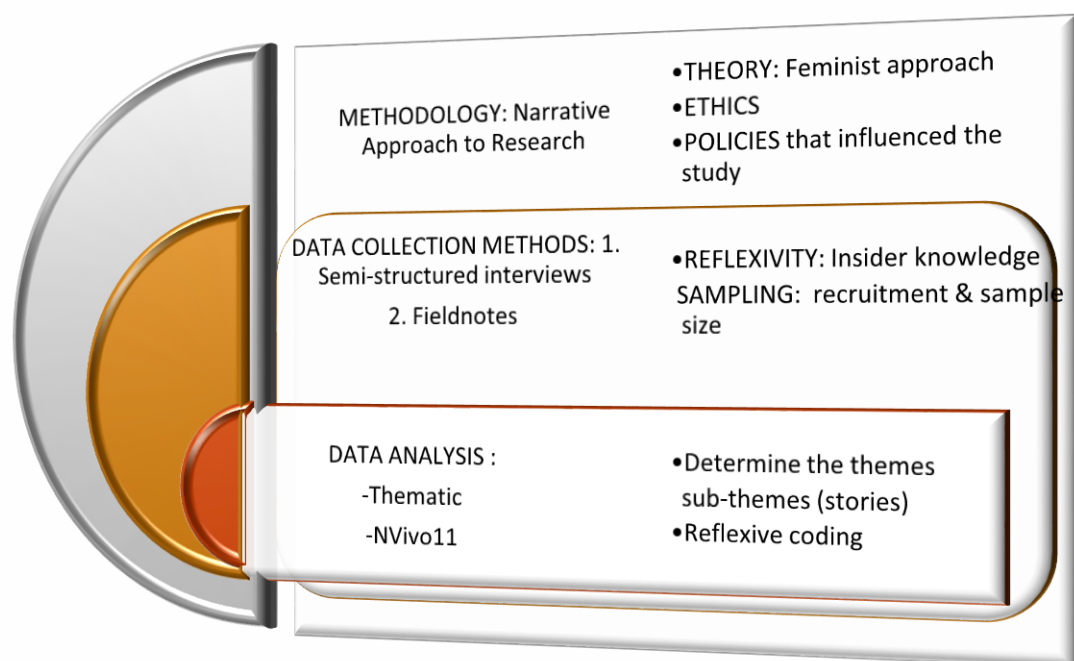 METHODOLOGY: Narrative
Approach to Research
•THEORY: Feminist approach
•ETHICS
•POLICIES that influenced the
study
DATA COLLECTION METHODS: 1.
Semi-structured interviews
2. Fieldnotes
•REFLEXIVITY: Insider knowledge
SAMPLING: recruitment & sample
size
DATA ANALYSIS :
-Thematic
-NVivo11
•Determine the themes
sub-themes (stories)
•Reflexive coding